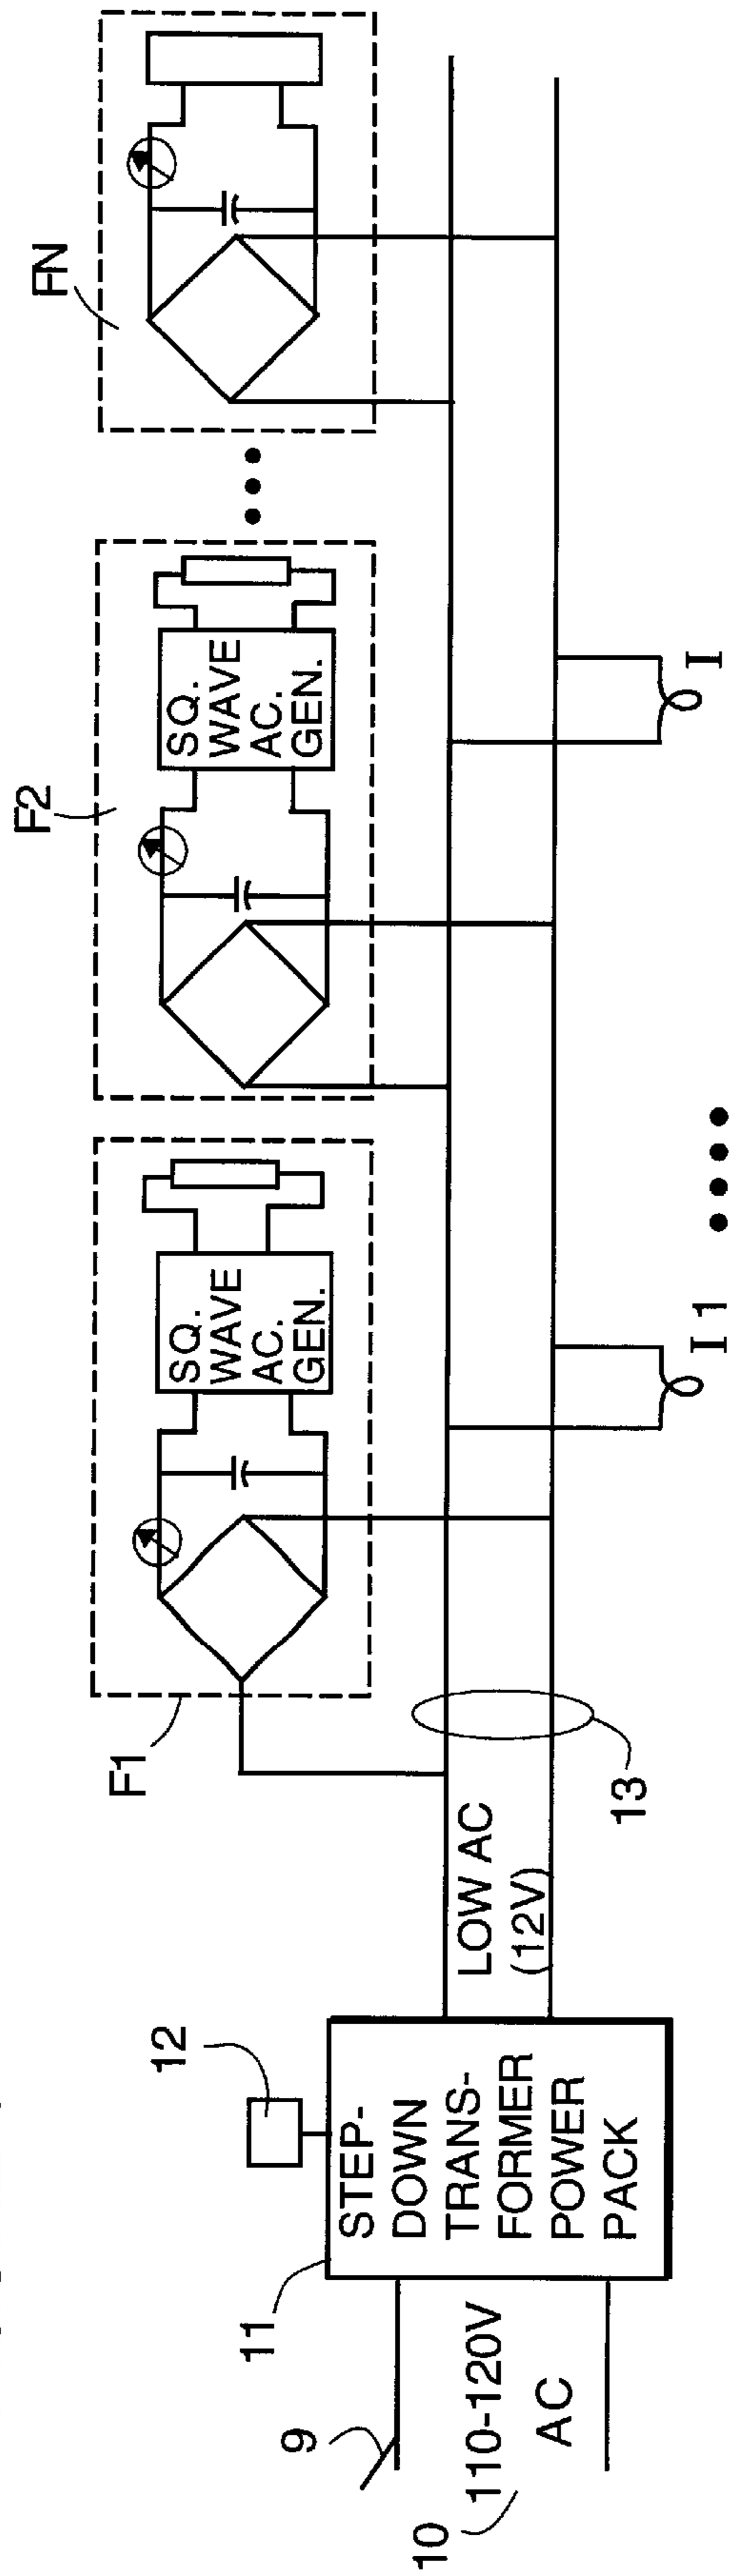 9
10
110-120V
AC
11
12
STEP-
DOWN
TRANS-
FORMER
POWER
PACK
LOW AC
(12V)
13
F1
SQ.
WAVE
AC.
GEN.
F2
SQ.
WAVE
AC.
GEN.
FN
I 1
I